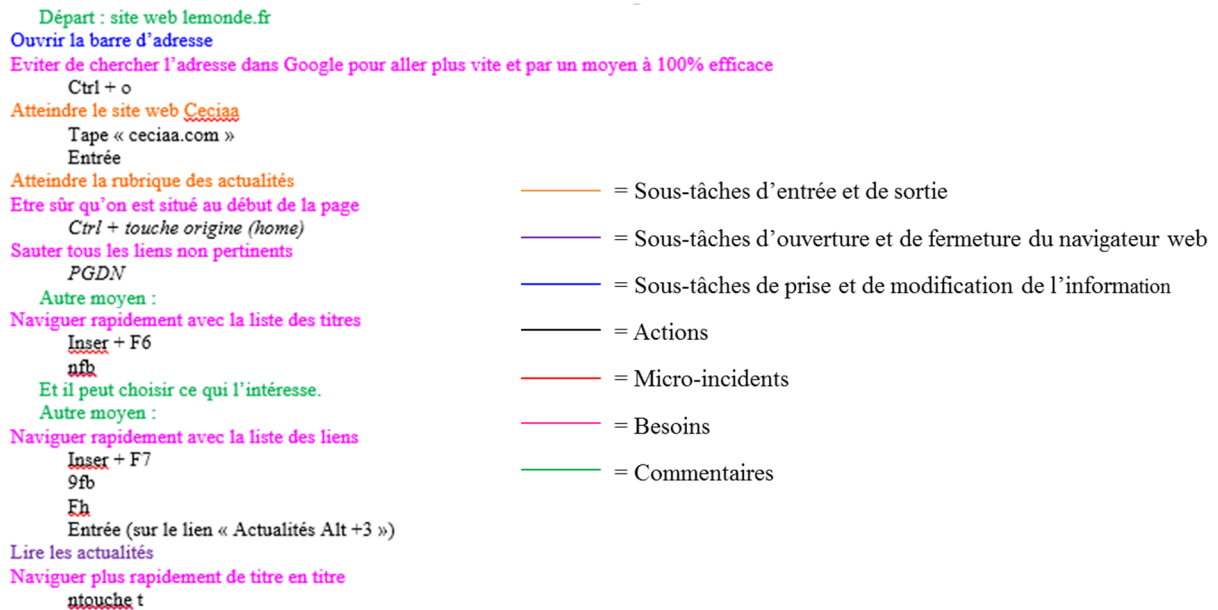 Départ : site web lemonde.fr
Ouvrir la barre d’adresse
Eviter de chercher l’adresse dans Google pour aller plus vite et par un moyen à 100% efficace
Ctrl + o
Atteindre le site web Ceciaa
Tape « ceciaa.com »
Entrée
Atteindre la rubrique des actualités
Etre sûr qu’on est situé au début de la page
Ctrl + touche origine (home)
Sauter tous les liens non pertinents
PGDN
Autre moyen :
Naviguer rapidement avec la liste des titres
Inser + F6
nfb
Et il peut choisir ce qui l’intéresse.
Autre moyen :
Naviguer rapidement avec la liste des liens
Inser + F7
9fb
Fh
Entrée (sur le lien « Actualités Alt +3 »)
Lire les actualités
Naviguer plus rapidement de titre en titre
ntouche t
= Sous-tâches d’entrée et de sortie
= Sous-tâches d’ouverture et de fermeture du navigateur web
= Sous-tâches de prise et de modification de l’information
= Actions
= Micro-incidents
= Besoins
= Commentaires